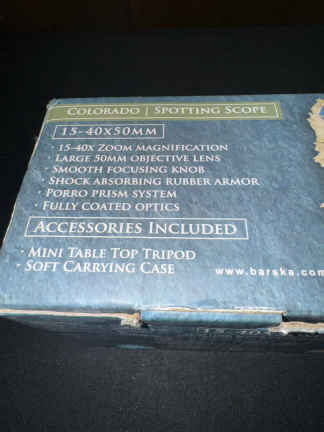 COLORADO | SPOTTING SCOPE
15-40X50MM
· 15-40X ZOOM MAGNIFICATION
· LARGE 50MM OBJECTIVE LENS
· SMOOTH FOCUSING KNOB
· SHOCK ABSORBING RUBBER ARMOR
· PORRO PRISM SYSTEM
· FULLY COATED OPTICS
ACCESSORIES INCLUDED
· MINI TABLE TOP TRIPOD
· SOFT CARRYING CASE
www.barska.com